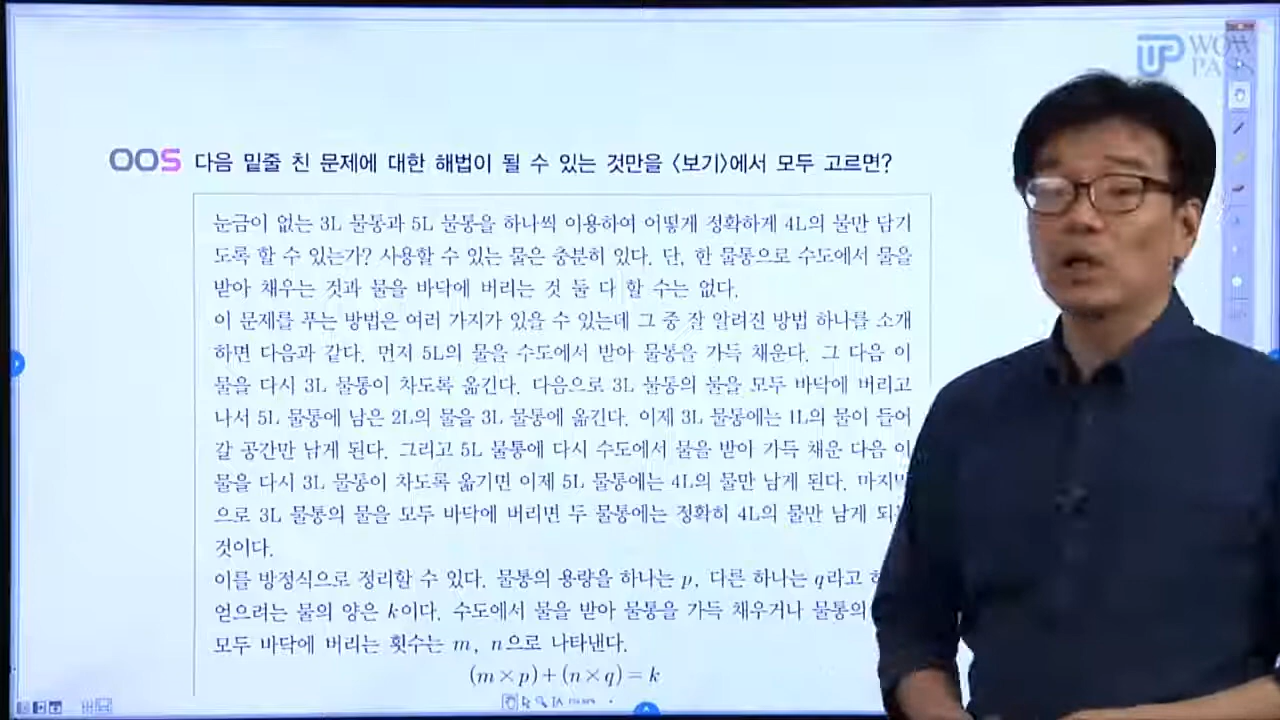 UP WOW PASS
005 다음 밑줄 친 문제에 대한 해법이 될 수 있는 것만을 〈보기〉에서 모두 고르면?
눈금이 없는 3L 물통과 5L 물통을 하나씩 이용하여 어떻게 정확하게 4L의 물만 담기
도록 할 수 있는가? 사용할 수 있는 물은 충분히 있다. 단, 한 물통으로 수도에서 물을
받아 채우는 것과 물을 바닥에 버리는 것 둘 다 할 수는 없다.
이 문제를 푸는 방법은 여러 가지가 있을 수 있는데 그 중 잘 알려진 방법 하나를 소개
하면 다음과 같다. 먼저 5L의 물을 수도에서 받아 물통을 가득 채운다. 그 다음 이
물을 다시 3L 물통이 차도록 옮긴다. 다음으로 3L 물통의 물을 모두 바닥에 버리고
나서 5L 물통에 남은 2L의 물을 3L 물통에 옮긴다. 이제 3L 물통에는 1L의 물이 들어
갈 공간만 남게 된다. 그리고 5L 물통에 다시 수도에서 물을 받아 가득 채운 다음 이
물을 다시 3L 물통이 차도록 옮기면 이제 5L 물통에는 4L의 물만 남게 된다. 마지막
으로 3L 물통의 물을 모두 바닥에 버리면 두 물통에는 정확히 4L의 물만 남게 되
것이다.
이를 방정식으로 정리할 수 있다. 물통의 용량을 하나는 p, 다른 하나는 q라고
얻으려는 물의 양은 k이다. 수도에서 물을 받아 물통을 가득 채우거나 물통의
모두 바닥에 버리는 횟수는 m, n으로 나타낸다.
(m×p)+(n×q)=k